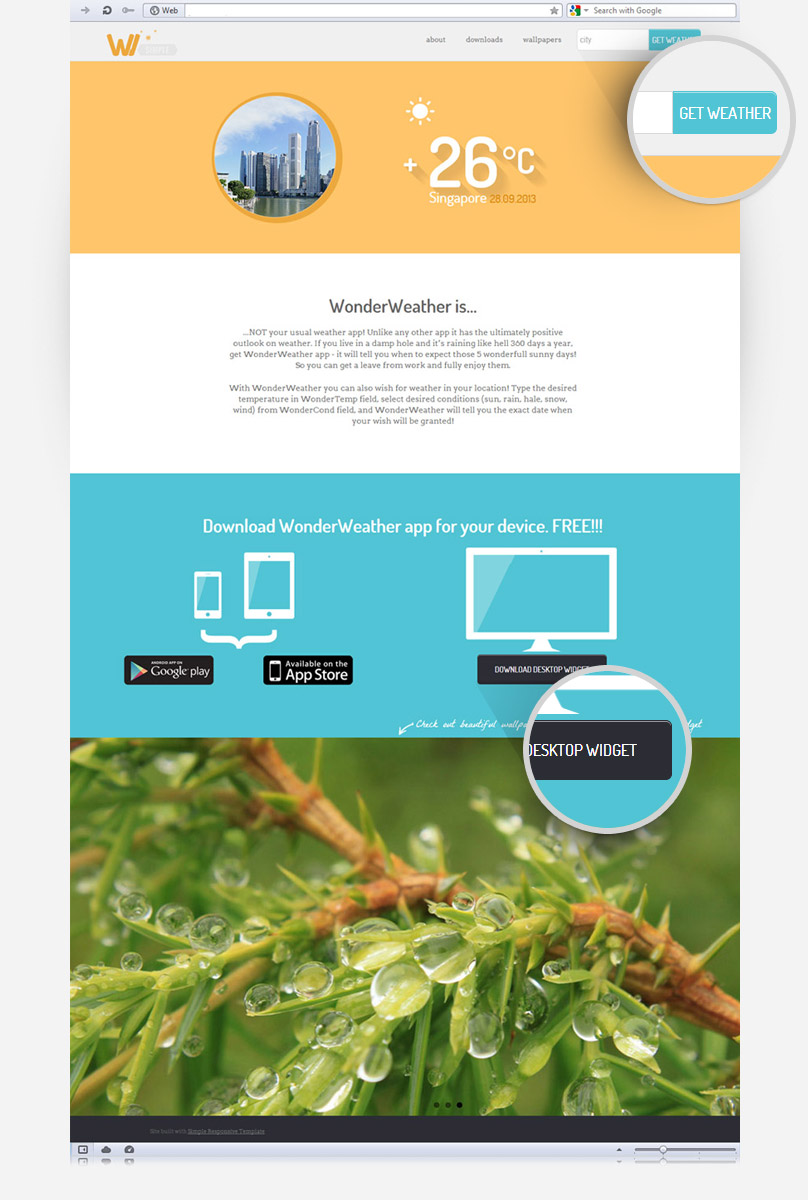 Web
Search with Google
W
about downloads wallpapers city GET WEATHER
GET WEATHER
+ 26°C
Singapore 28.09.2013
WonderWeather is...
...NOT your usual weather app! Unlike any other app it has the ultimately positive
outlook on weather. If you live in a damp hole and it's raining like hell 360 days a year,
get WonderWeather app - it will tell you when to expect those 5 wonderfull sunny days!
So you can get a leave from work and fully enjoy them.
With WonderWeather you can also wish for weather in your location! Type the desired
temperature in WonderTemp field, select desired conditions (sun, rain, hale, snow,
wind) from WonderCond field, and WonderWeather will tell you the exact date when
your wish will be granted!
Download WonderWeather app for your device. FREE!!!
ANDROID APP ON
Google play
Available on the
App Store
DOWNLOAD DESKTOP WIDGET
DESKTOP WIDGET
Check out beautiful
Site built with Simple Responsive Template